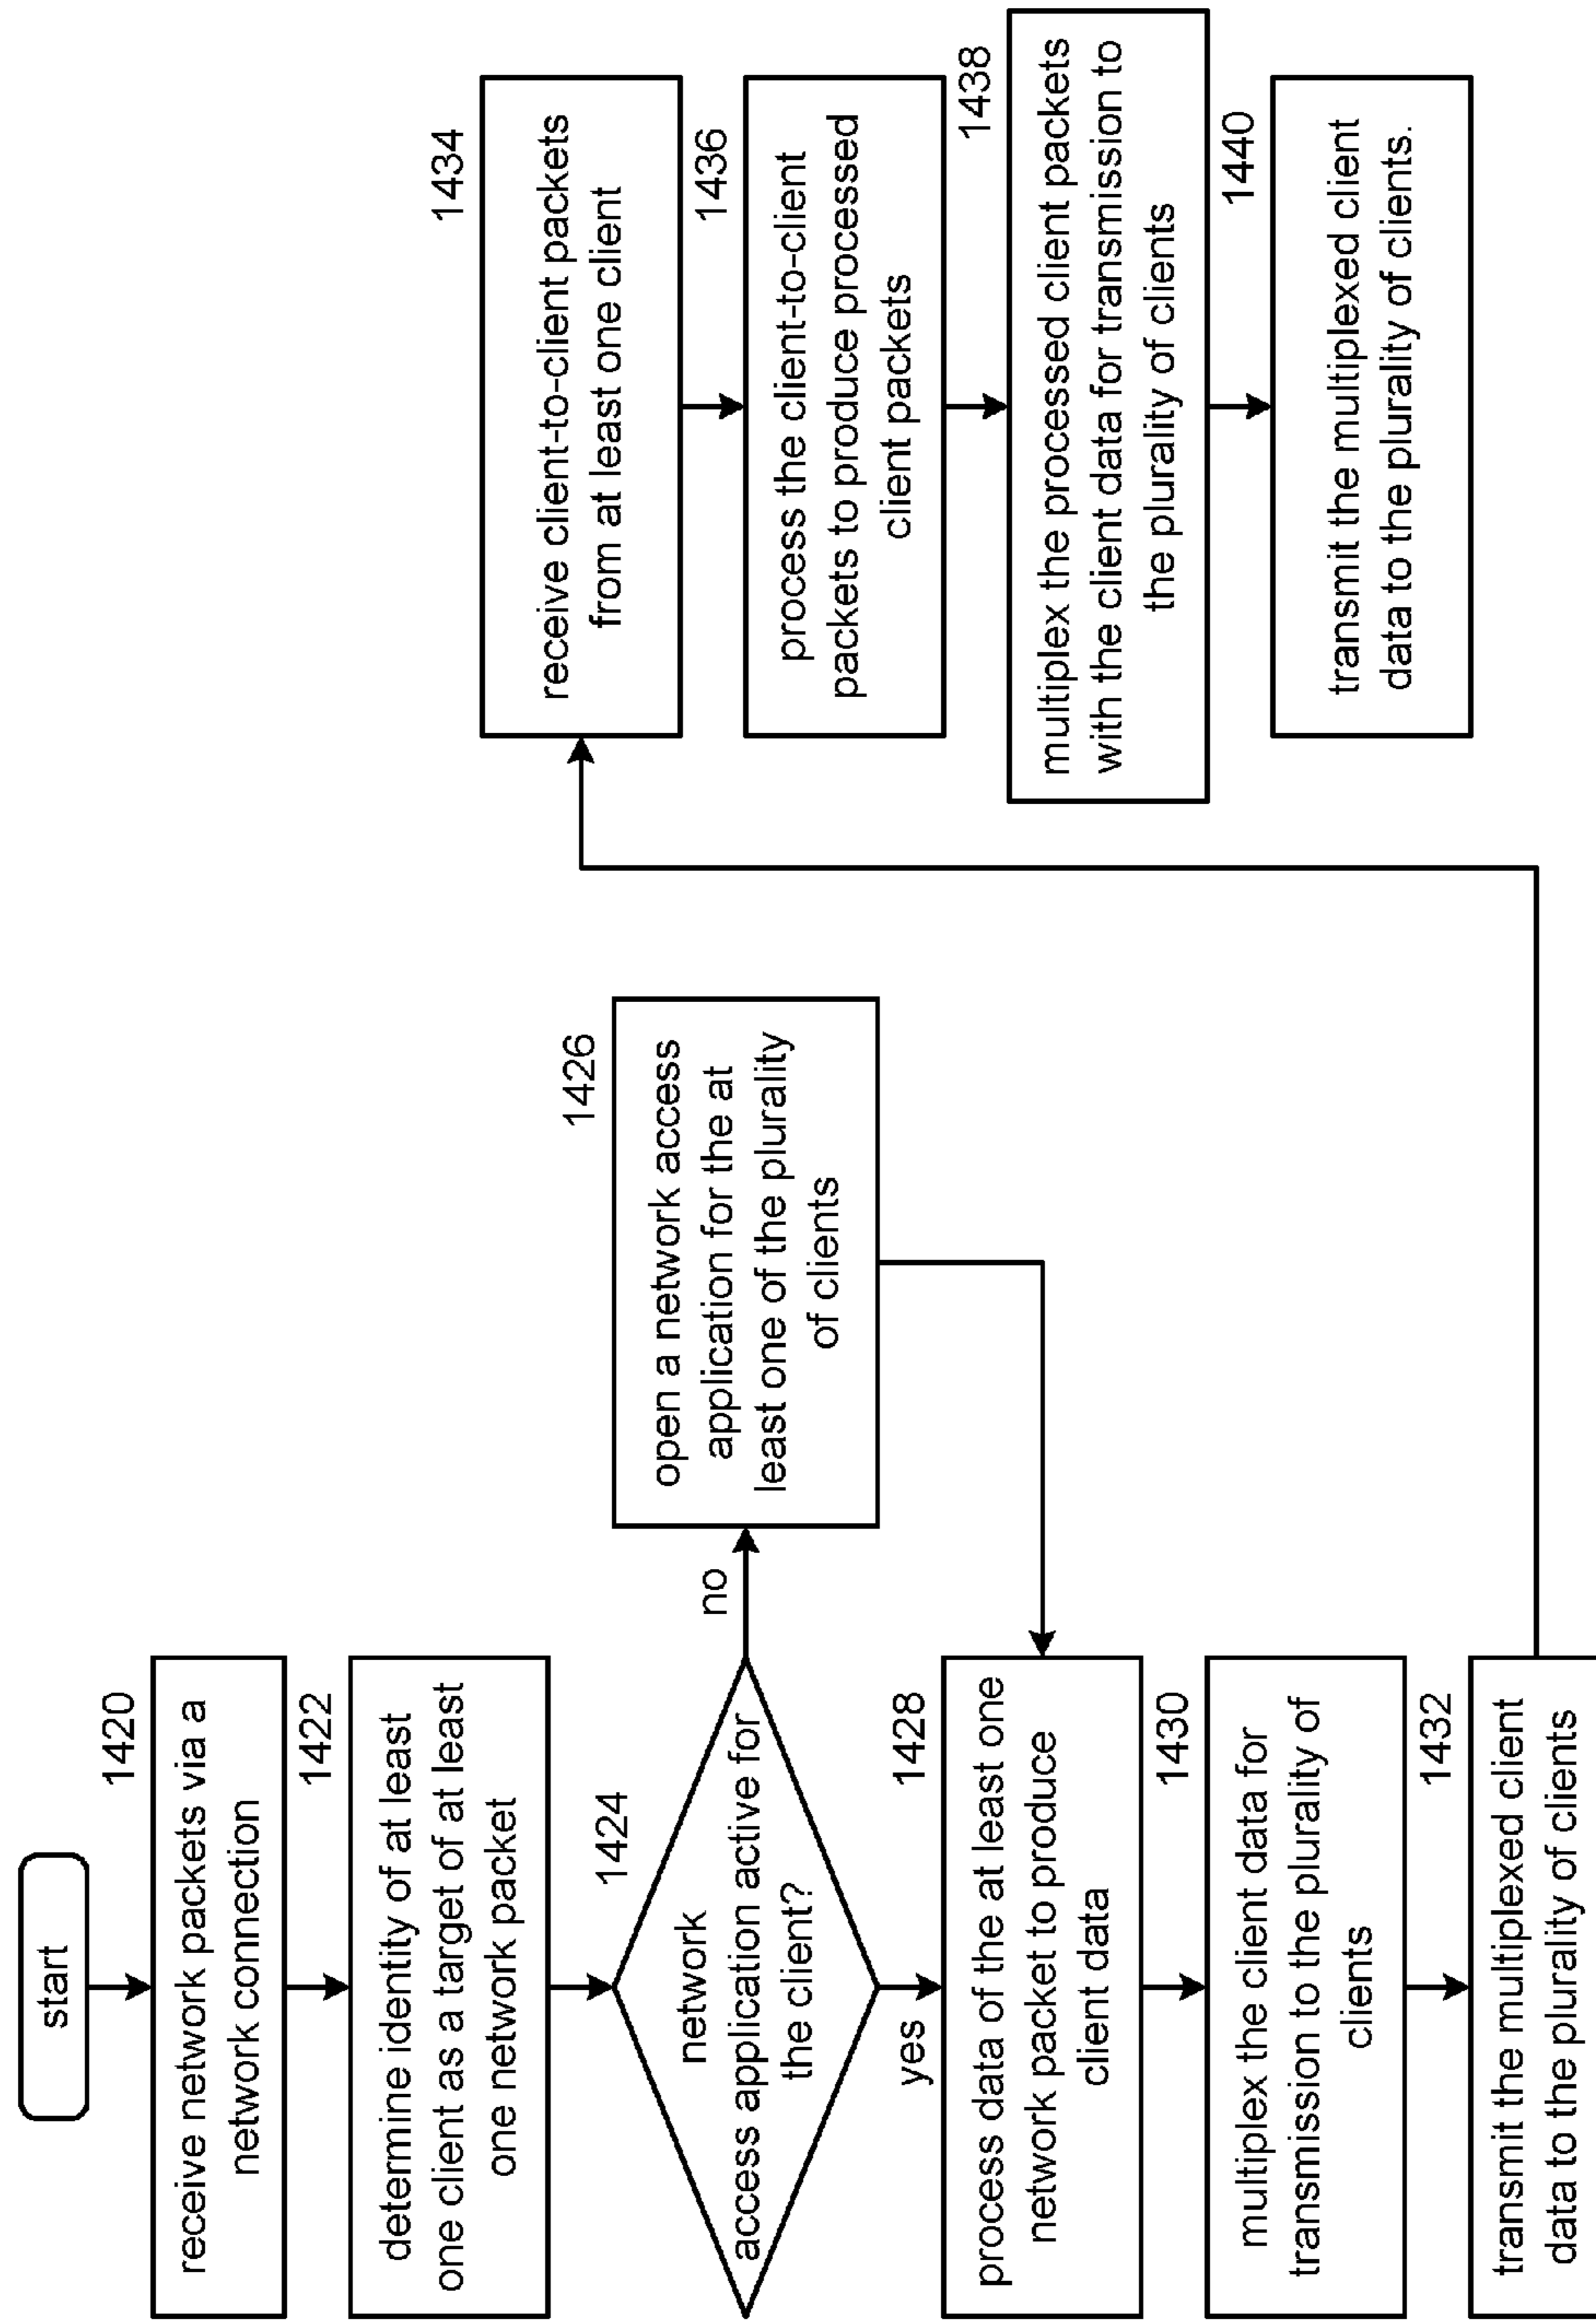 start
1420
receive network packets via a
network connection
1422
determine identity of at least
one client as a target of at least
one network packet
1424
network
access application active for
the client?
no
yes
1426
open a network access
application for the at
least one of the plurality
of clients
1428
process data of the at least one
network packet to produce
client data
1430
multiplex the client data for
transmission to the plurality of
clients
1432
transmit the multiplexed client
data to the plurality of clients
1434
receive client-to-client packets
from at least one client
1436
process the client-to-client
packets to produce processed
client packets
1438
multiplex the processed client packets
with the client data for transmission to
the plurality of clients
1440
transmit the multiplexed client
data to the plurality of clients.